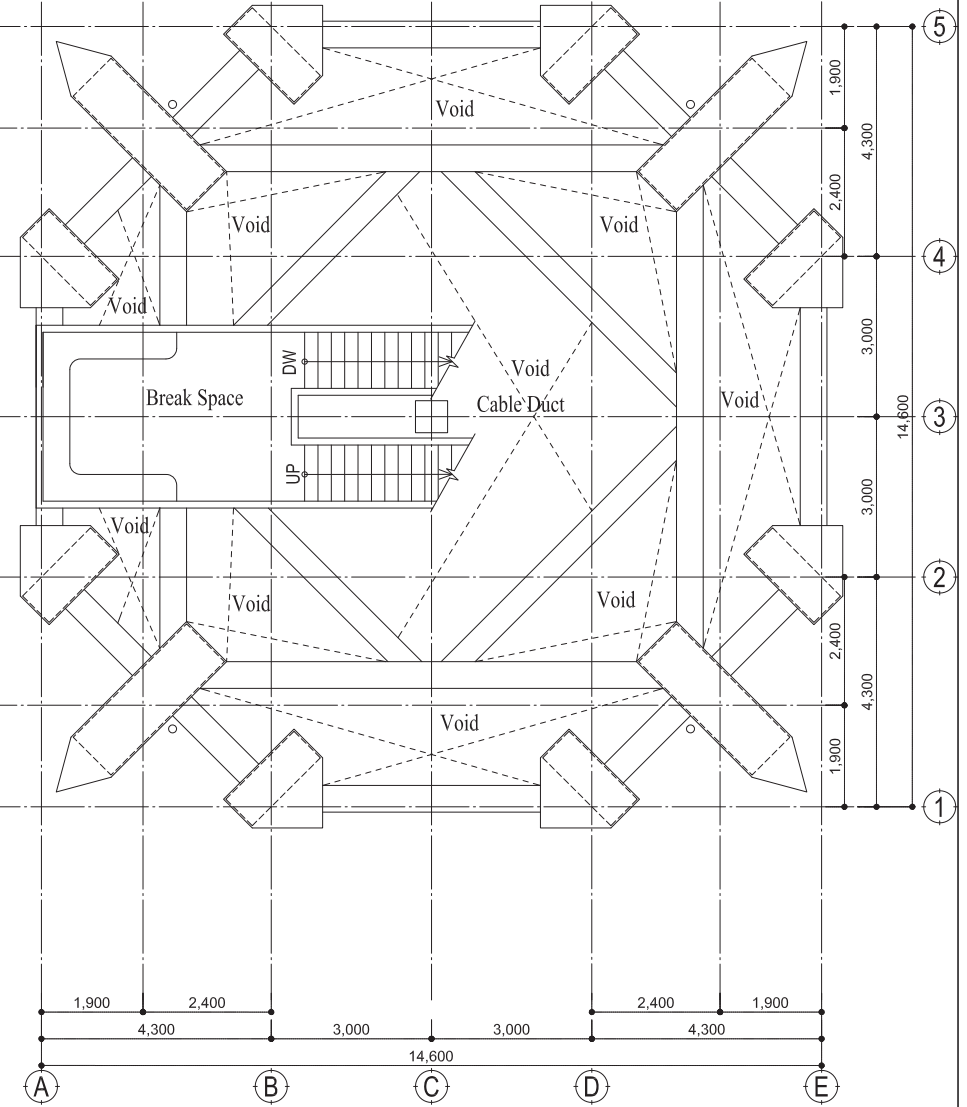 5
1,900
Void
4,300
2,400
Void
Void
4
Void
3,000
DW
Void
Break Space
Cable Duct
Void
14,600
3
UP
3,000
Void
2
Void
Void
2,400
4,300
Void
1,900
1
1,900
2,400
2,400
1,900
4,300
3,000
3,000
4,300
14,600
A
B
C
D
E